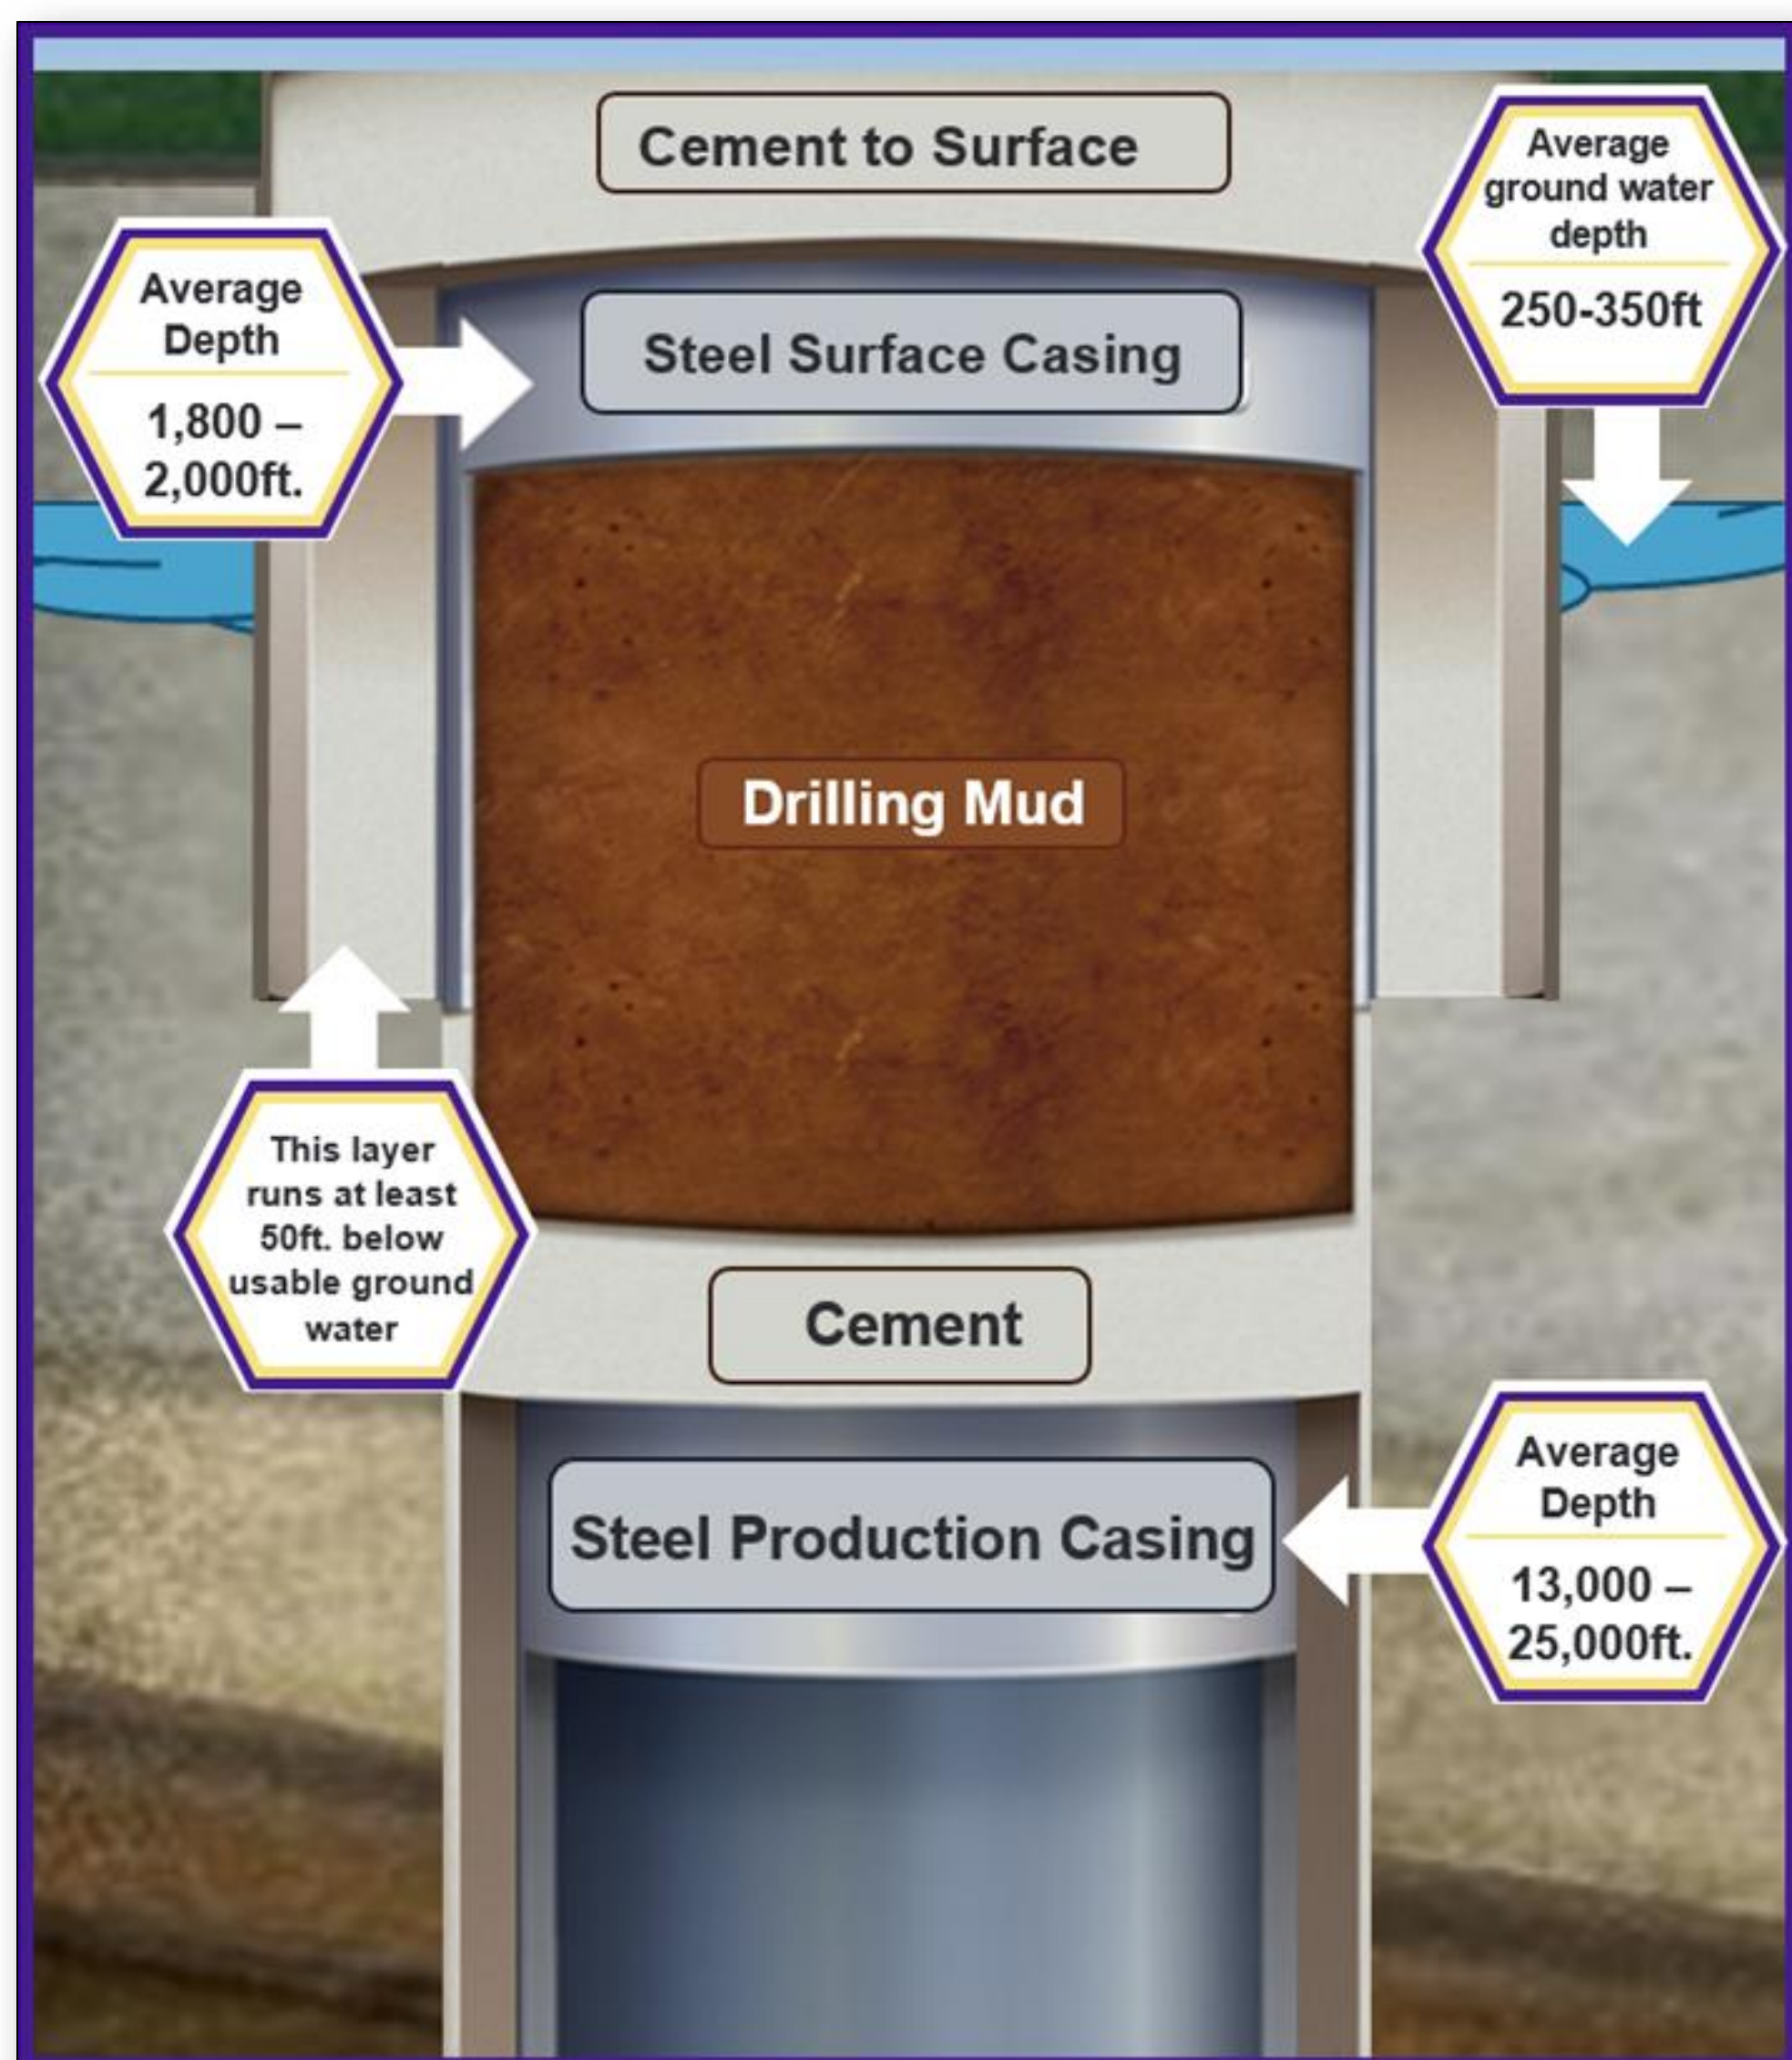 Cement to Surface
Average
ground water
depth
250-350ft
Average
Depth
1,800 –
2,000ft.
Steel Surface Casing
Drilling Mud
This layer
runs at least
50ft. below
usable ground
water
Cement
Steel Production Casing
Average
Depth
13,000 –
25,000ft.